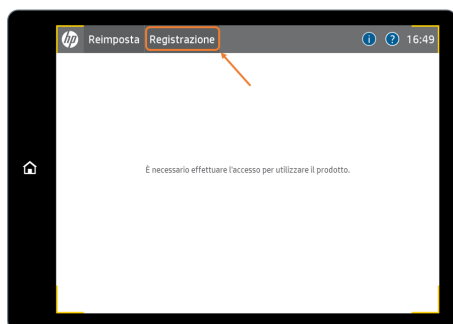 hp Reimposta Registrazione i ? 16:49
È necessario effettuare l'accesso per utilizzare il prodotto.